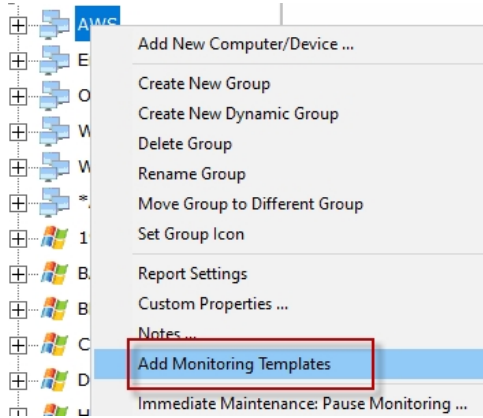 AWS
Add New Computer/Device ...
E
Create New Group
O
Create New Dynamic Group
W
Delete Group
W
Rename Group
*
Move Group to Different Group
1
Set Group Icon
B
Report Settings
B
Custom Properties ...
Notes ...
C
Add Monitoring Templates
D
Immediate Maintenance: Pause Monitoring ...
H